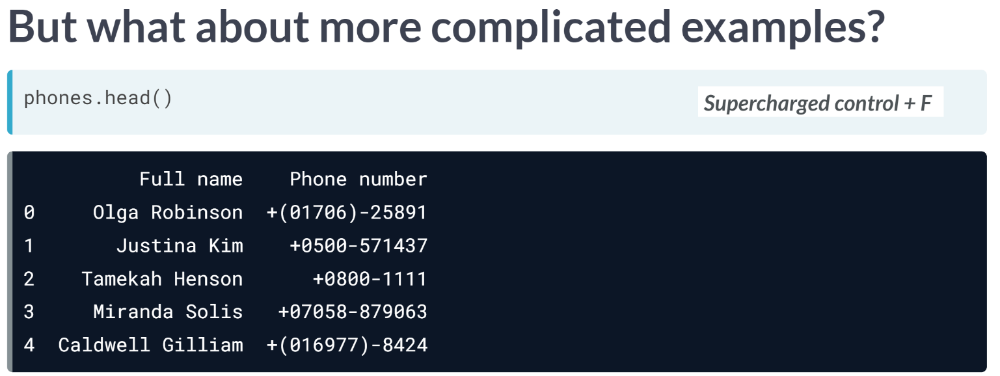 But what about more complicated examples?
phones.head()
Supercharged control + F
Full name    Phone number
0      Olga Robinson  +(01706)-25891
1        Justina Kim    +0500-571437
2     Tamekah Henson      +0800-1111
3      Miranda Solis   +07058-879063
4  Caldwell Gilliam  +(016977)-8424